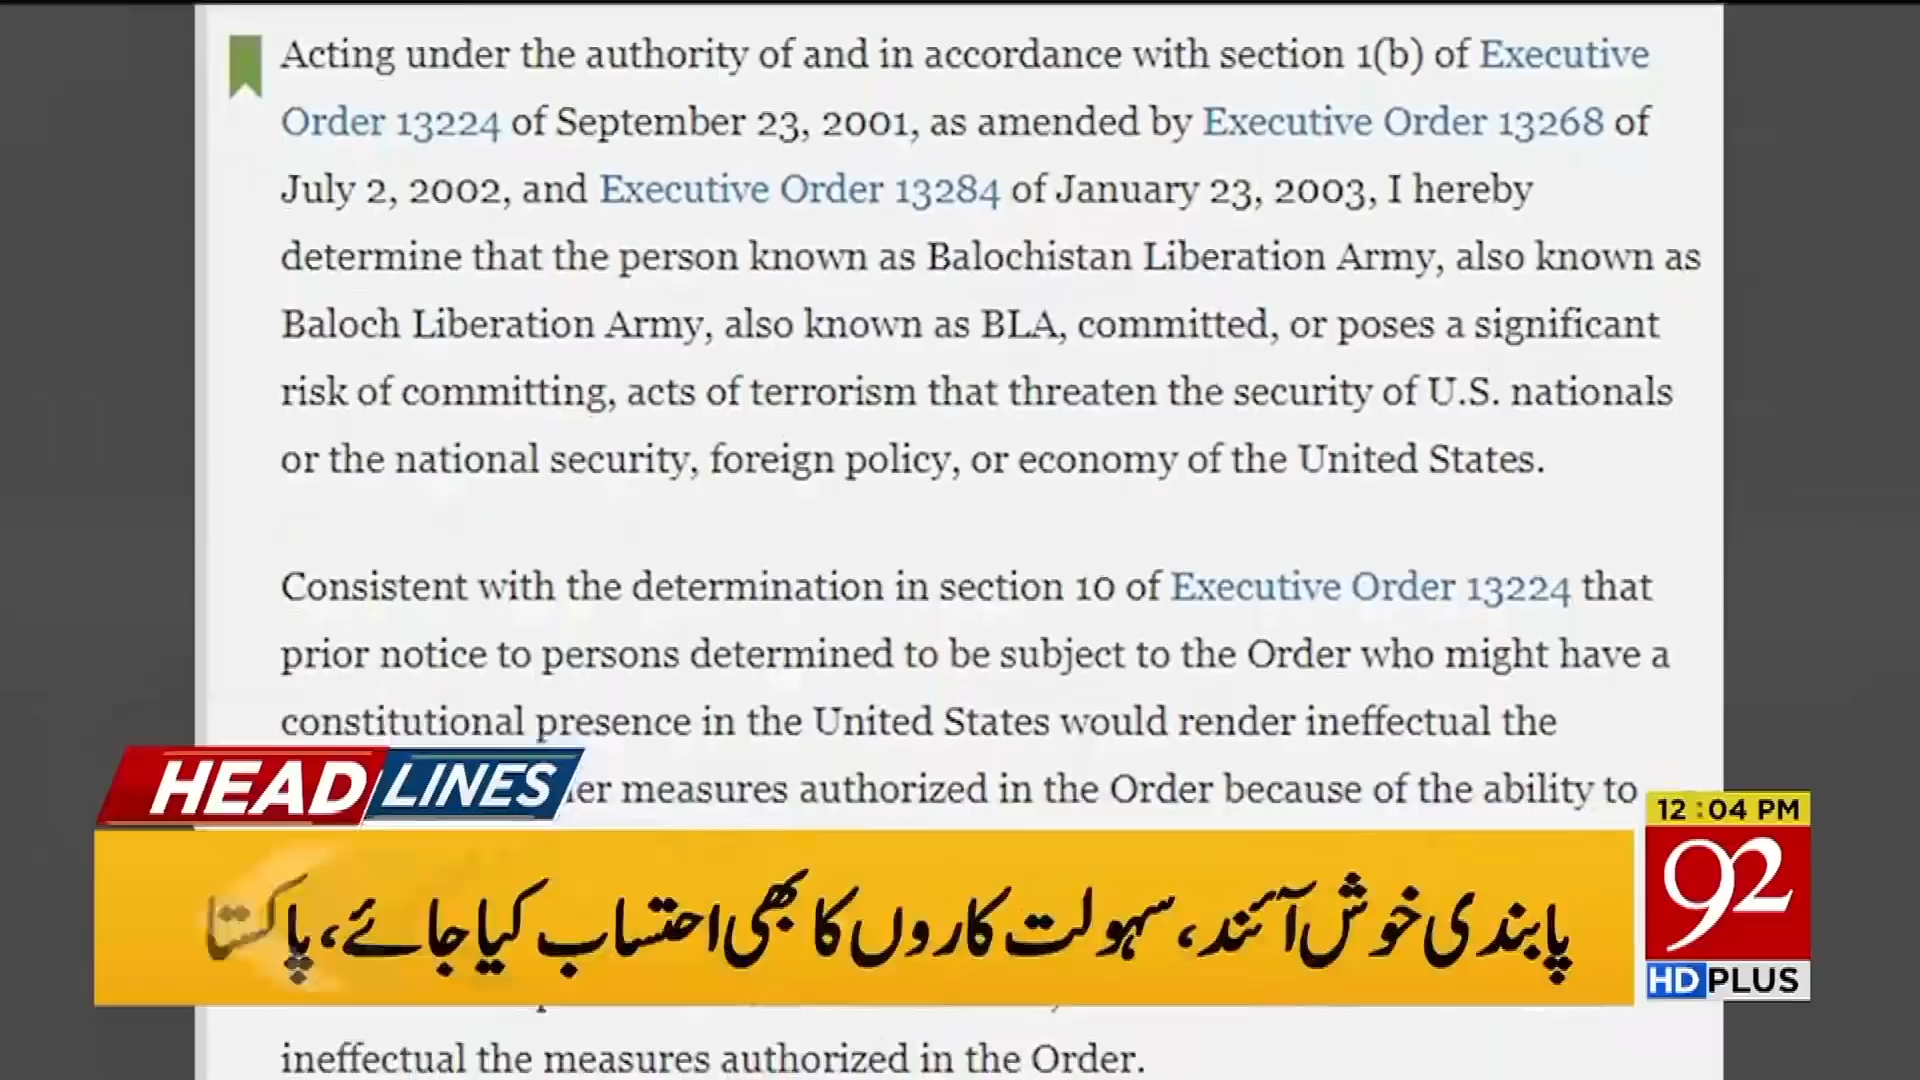 Acting under the authority of and in accordance with section 1(b) of Executive
Order 13224 of September 23, 2001, as amended by Executive Order 13268 of
July 2, 2002, and Executive Order 13284 of January 23, 2003, I hereby
determine that the person known as Balochistan Liberation Army, also known as
Baloch Liberation Army, also known as BLA, committed, or poses a significant
risk of committing, acts of terrorism that threaten the security of U.S. nationals
or the national security, foreign policy, or economy of the United States.
Consistent with the determination in section 10 of Executive Order 13224 that
prior notice to persons determined to be subject to the Order who might have a
constitutional presence in the United States would render ineffectual the
measures authorized in the Order because of the ability to
HEADLINES
12:04 PM
92
HD PLUS
پابندی خوش آئند، سہولت کاروں کا بھی احتساب کیا جائے، پاکستا
ineffectual the measures authorized in the Order.